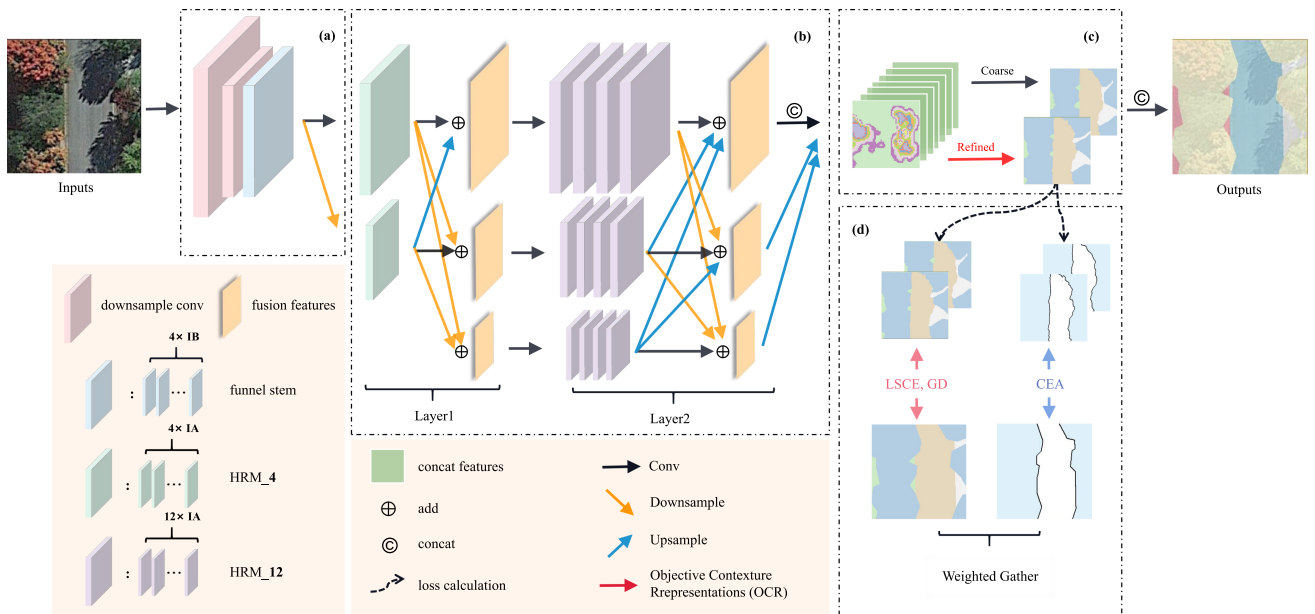 (a)
Inputs
(b)
Layer1
Layer2
©
(c)
Coarse
Refined
©
Outputs
(d)
LSCE, GD
CEA
Weighted Gather
downsample conv
fusion features
4× IB
:
...
funnel stem
4× IA
:
...
HRM_4
12× IA
:
...
HRM_12
concat features
⊕ add
© concat
loss calculation
Conv
Downsample
Upsample
Objective Contexture
Rrepresentations (OCR)